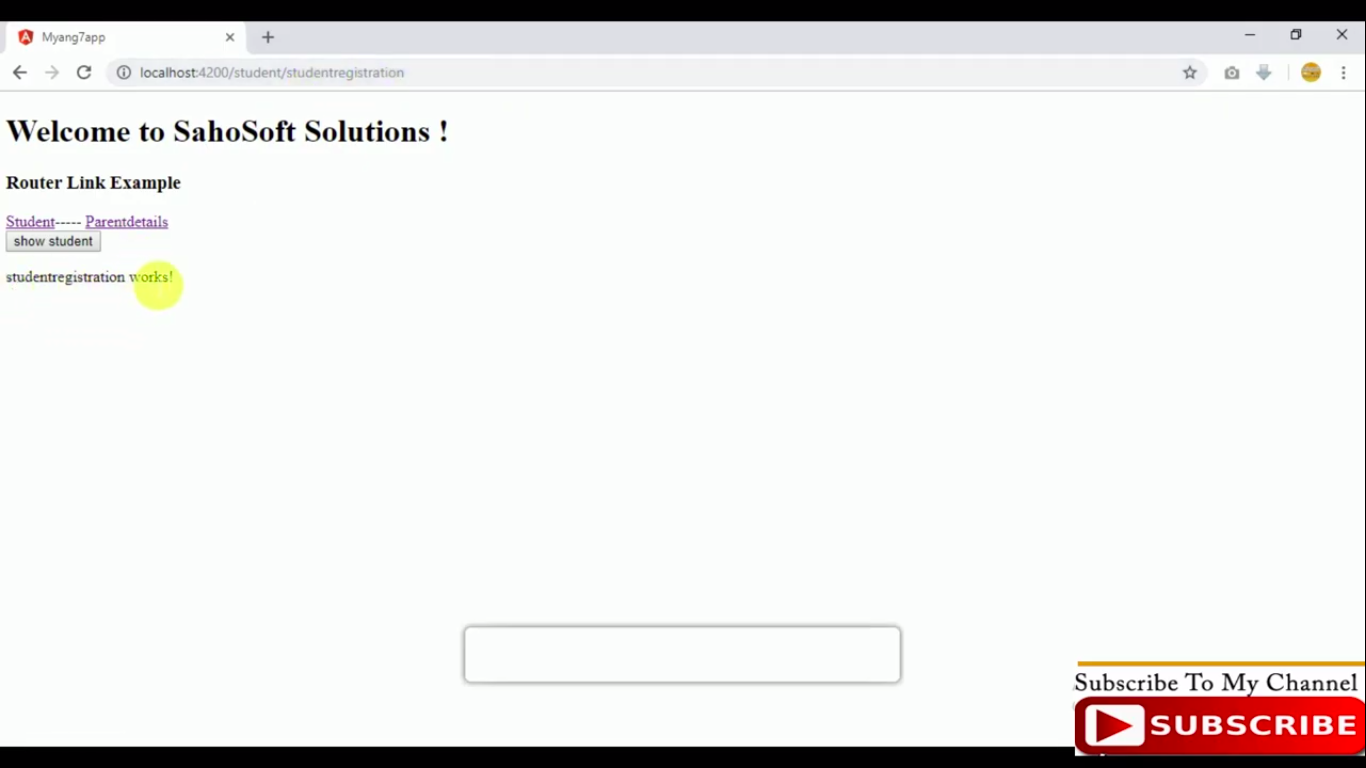 Myang7app
localhost:4200/student/studentregistration
Welcome to SahoSoft Solutions !
Router Link Example
Student----- Parentdetails
show student
studentregistration works!
Subscribe To My Channel
SUBSCRIBE